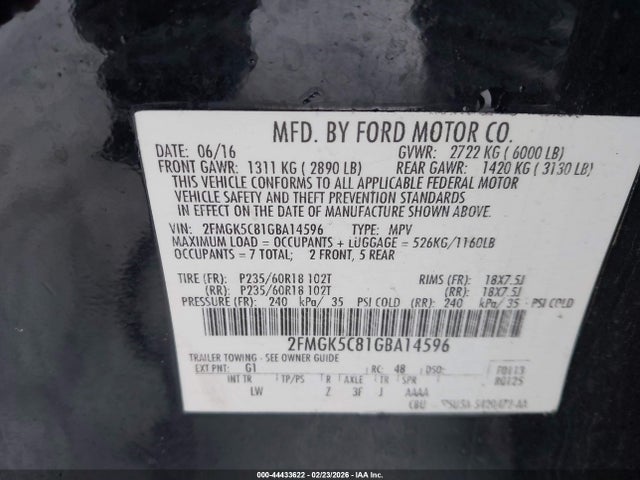 MFD. BY FORD MOTOR CO.
DATE: 06/16 GVWR: 2722 KG ( 6000 LB)
FRONT GAWR: 1311 KG ( 2890 LB) REAR GAWR: 1420 KG ( 3130 LB)
THIS VEHICLE CONFORMS TO ALL APPLICABLE FEDERAL MOTOR
VEHICLE SAFETY AND THEFT PREVENTION STANDARDS
IN EFFECT ON THE DATE OF MANUFACTURE SHOWN ABOVE.
VIN: 2FMGK5C81GBA14596 TYPE: MPV
MAXIMUM LOAD = OCCUPANTS + LUGGAGE = 526KG/1160LB
OCCUPANTS = 7 TOTAL; 2 FRONT, 5 REAR
TIRE (FR): P235/60R18 102T RIMS (FR): 18X7.5J
(RR): P235/60R18 102T (RR): 18X7.5J
PRESSURE (FR): 240 kPa/ 35 PSI COLD (RR): 240 kPa/ 35 PSI COLD
2FMGK5C81GBA14596
TRAILER TOWING - SEE OWNER GUIDE
EXT PNT: G1 RC: 48 DSO: F0113
INT TR TP/PS R AXLE TR SPR R0125
LW Z 3F J AAAA
000-44433622 - 02/23/2026 - IAA Inc.